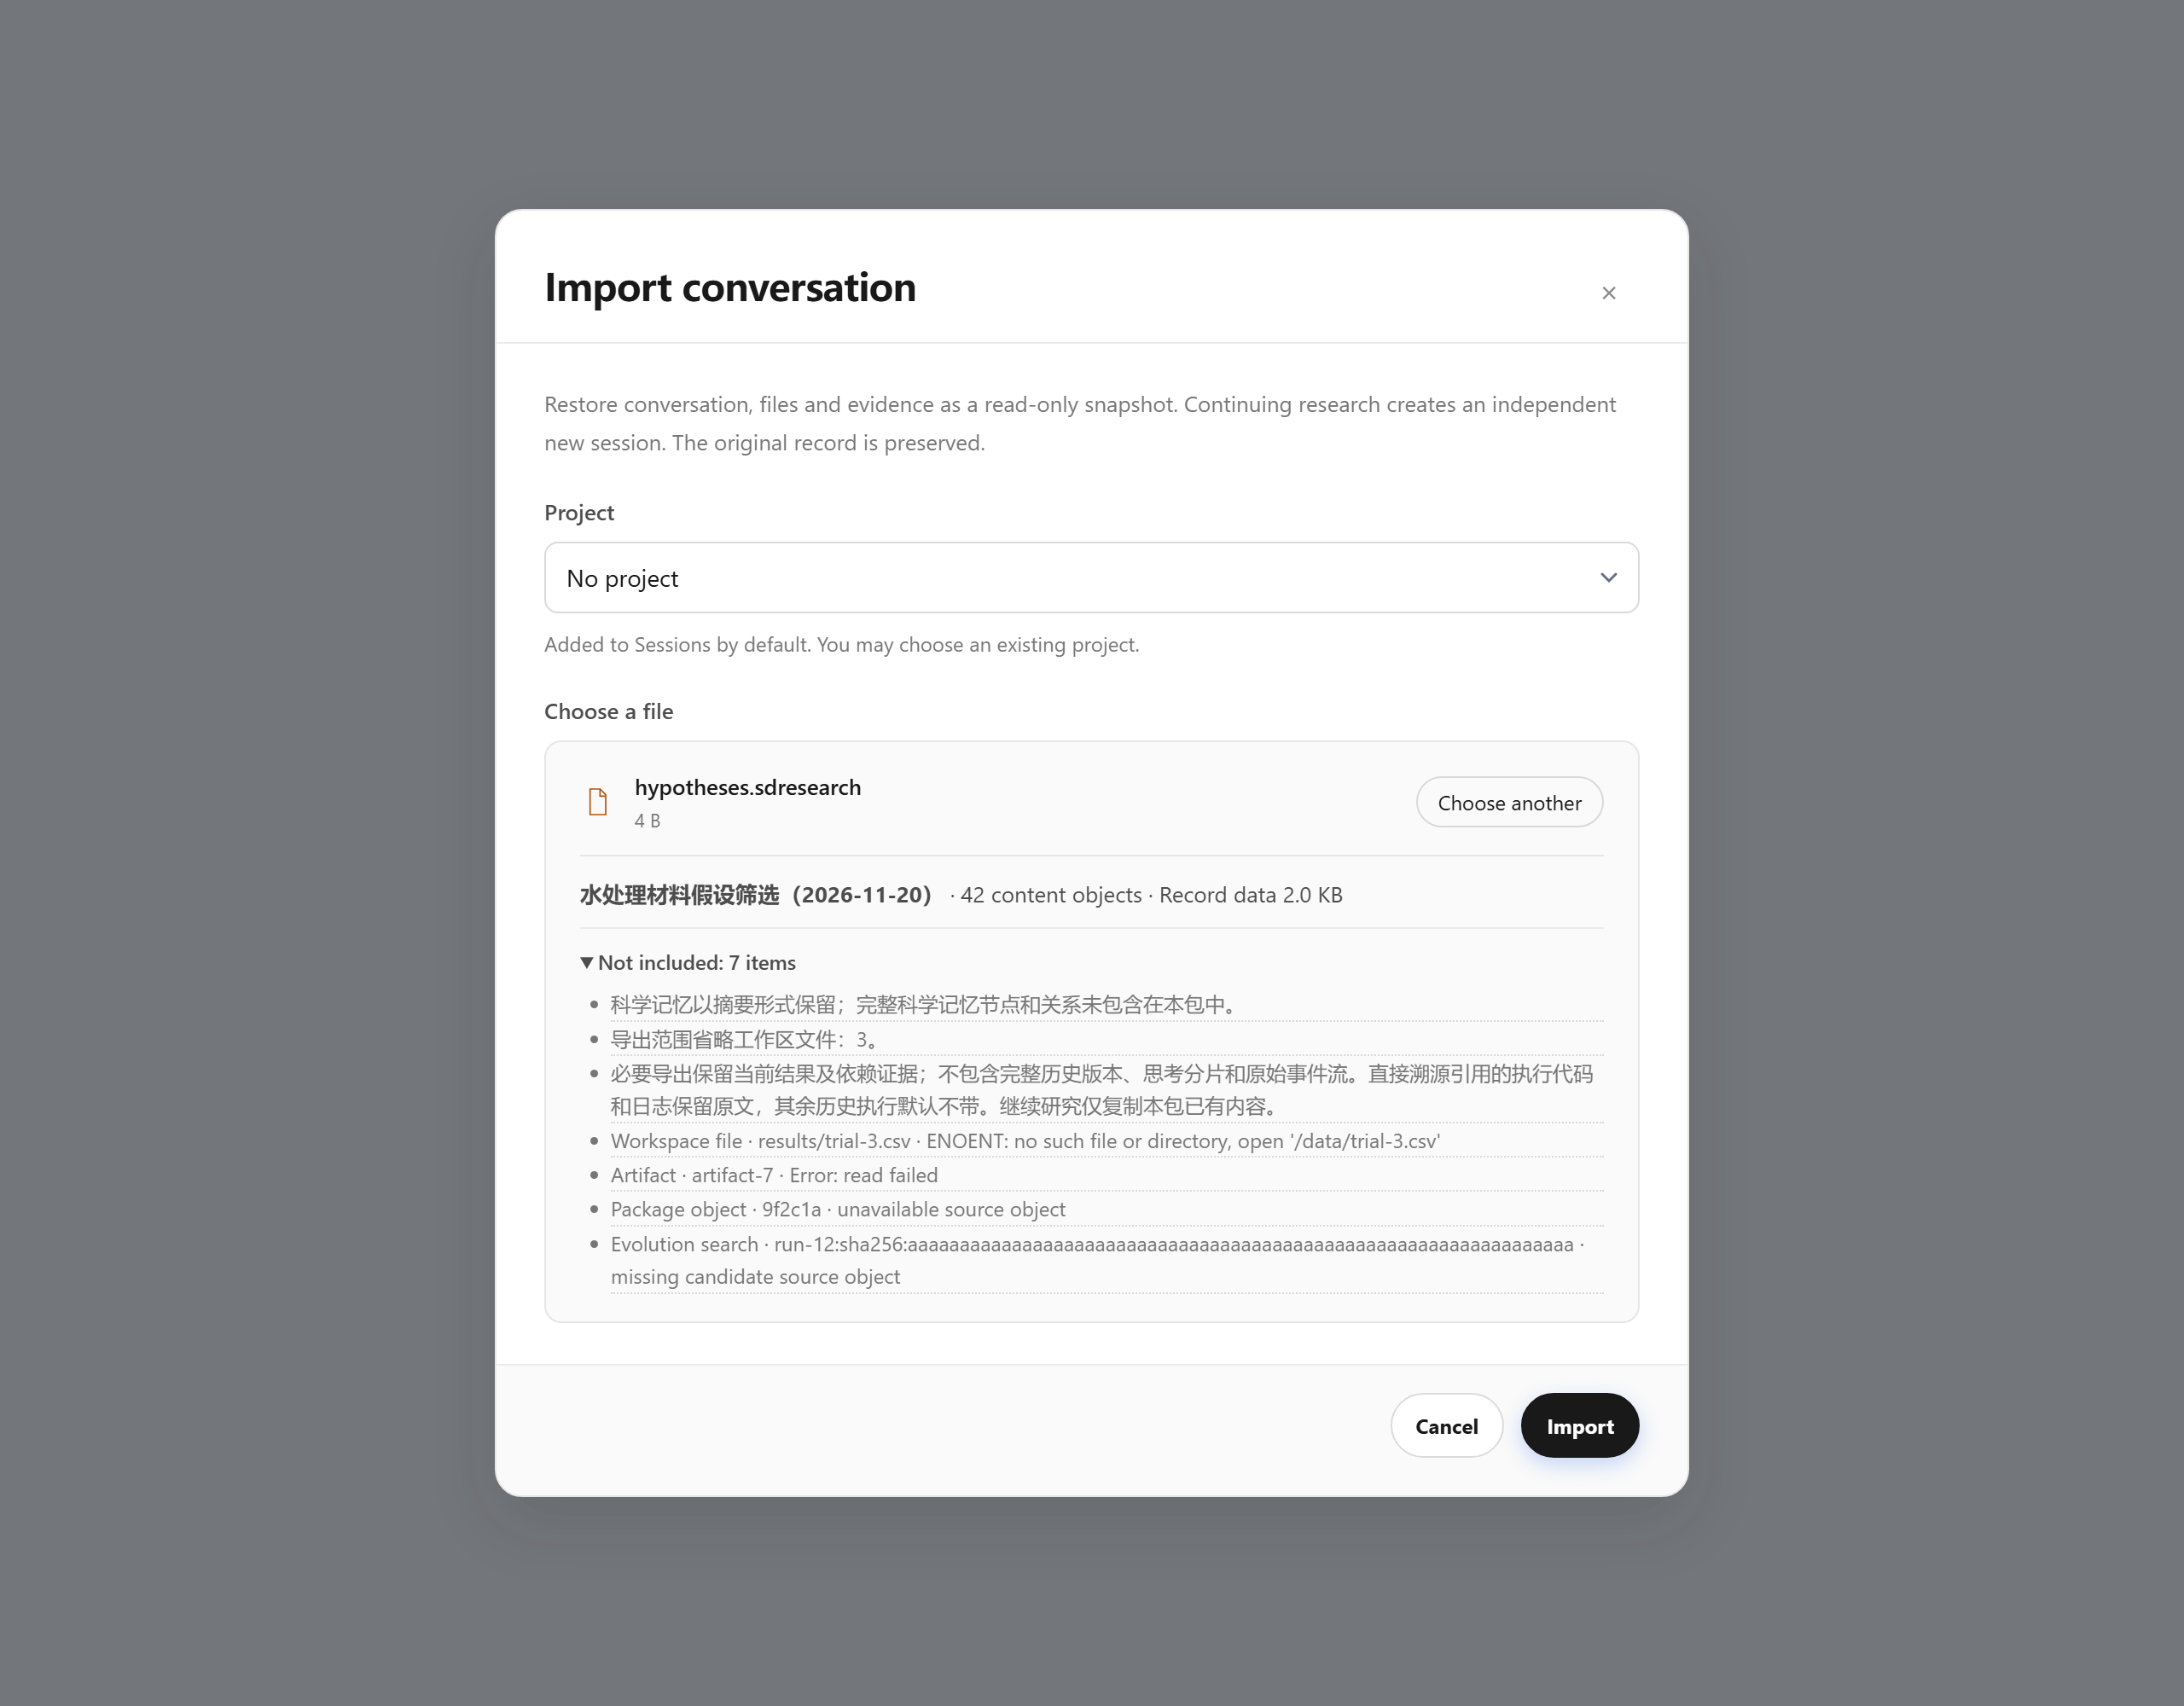 Import conversation
×
Restore conversation, files and evidence as a read-only snapshot. Continuing research creates an independent
new session. The original record is preserved.
Project
No project
Added to Sessions by default. You may choose an existing project.
Choose a file
hypotheses.sdresearch
4 B
Choose another
水处理材料假设筛选（2026-11-20） · 42 content objects · Record data 2.0 KB
▼ Not included: 7 items
• 科学记忆以摘要形式保留；完整科学记忆节点和关系未包含在本包中。
• 导出范围省略工作区文件：3。
• 必要导出保留当前结果及依赖证据；不包含完整历史版本、思考分片和原始事件流。直接溯源引用的执行代码
和日志保留原文，其余历史执行默认不带。继续研究仅复制本包已有内容。
• Workspace file · results/trial-3.csv · ENOENT: no such file or directory, open '/data/trial-3.csv'
• Artifact · artifact-7 · Error: read failed
• Package object · 9f2c1a · unavailable source object
• Evolution search · run-12:sha256:aaaaaaaaaaaaaaaaaaaaaaaaaaaaaaaaaaaaaaaaaaaaaaaaaaaaaaaaaaaaaaaa ·
missing candidate source object
Cancel
Import